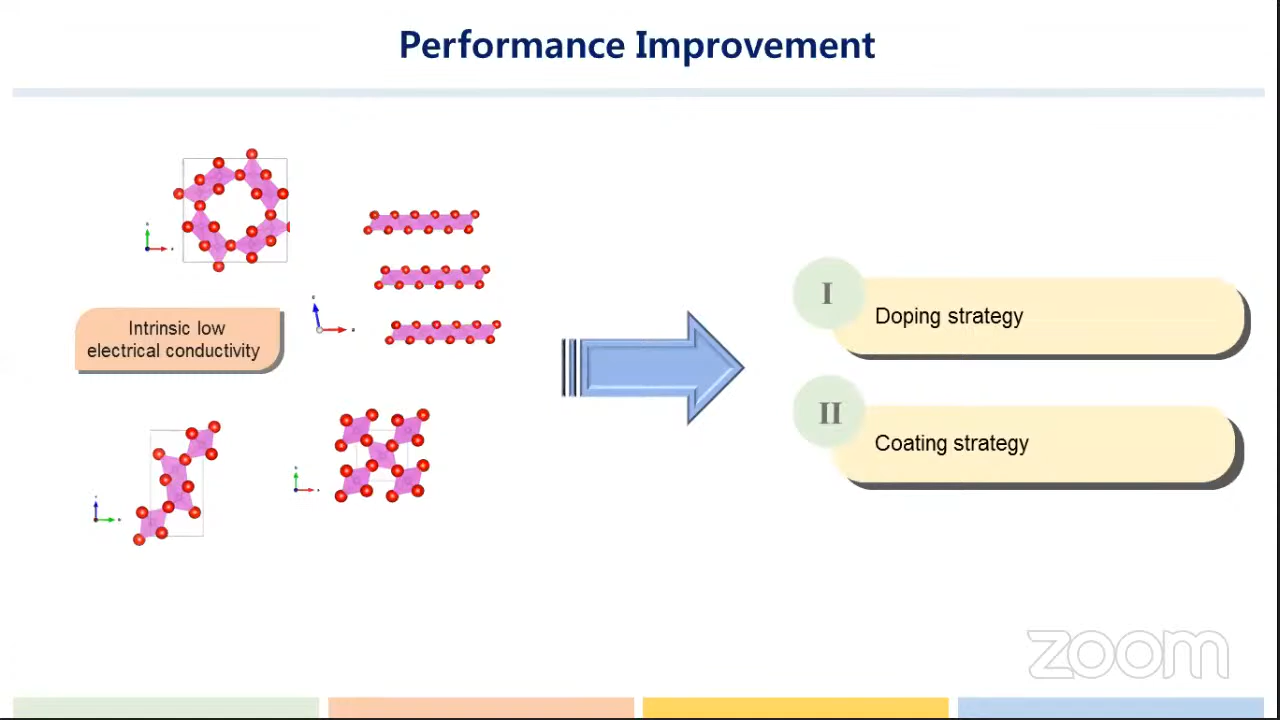 Performance Improvement
Intrinsic low
electrical conductivity
I
Doping strategy
II
Coating strategy
zoom